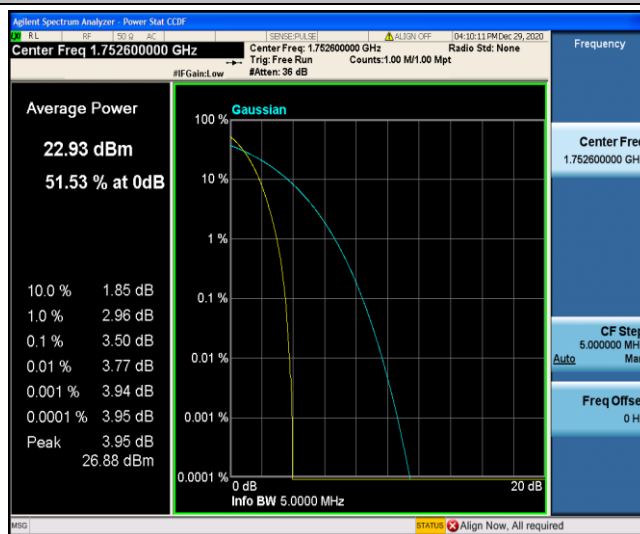 Agilent Spectrum Analyzer - Power Stat CCDF
RL RF 50 Ω AC SENSE:PULSE ALIGN OFF 04:10:11 PM Dec 29, 2020
Center Freq 1.752600000 GHz
Center Freq: 1.752600000 GHz Radio Std: None
Trig: Free Run Counts:1.00 M/1.00 Mpt
#IFGain:Low #Atten: 36 dB
Frequency
Average Power
22.93 dBm
51.53 % at 0dB
10.0 % 1.85 dB
1.0 % 2.96 dB
0.1 % 3.50 dB
0.01 % 3.77 dB
0.001 % 3.94 dB
0.0001 % 3.95 dB
Peak 3.95 dB
26.88 dBm
Gaussian
100 %
10 %
1 %
0.1 %
0.01 %
0.001 %
0.0001 %
0 dB 20 dB
Info BW 5.0000 MHz
Center Fre
1.752600000 GH
CF Ste
5.000000 MH
Auto Ma
Freq Offse
0 H
MSG STATUS Align Now, All required